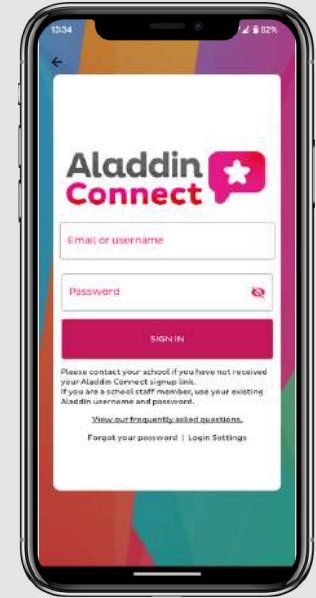 13:34 82%
Aladdin
Connect
Email or username
Password
SIGN IN
Please contact your school if you have not received
your Aladdin Connect signup link.
If you are a school staff member, use your existing
Aladdin username and password.
View our frequently asked questions.
Forgot your password | Login Settings